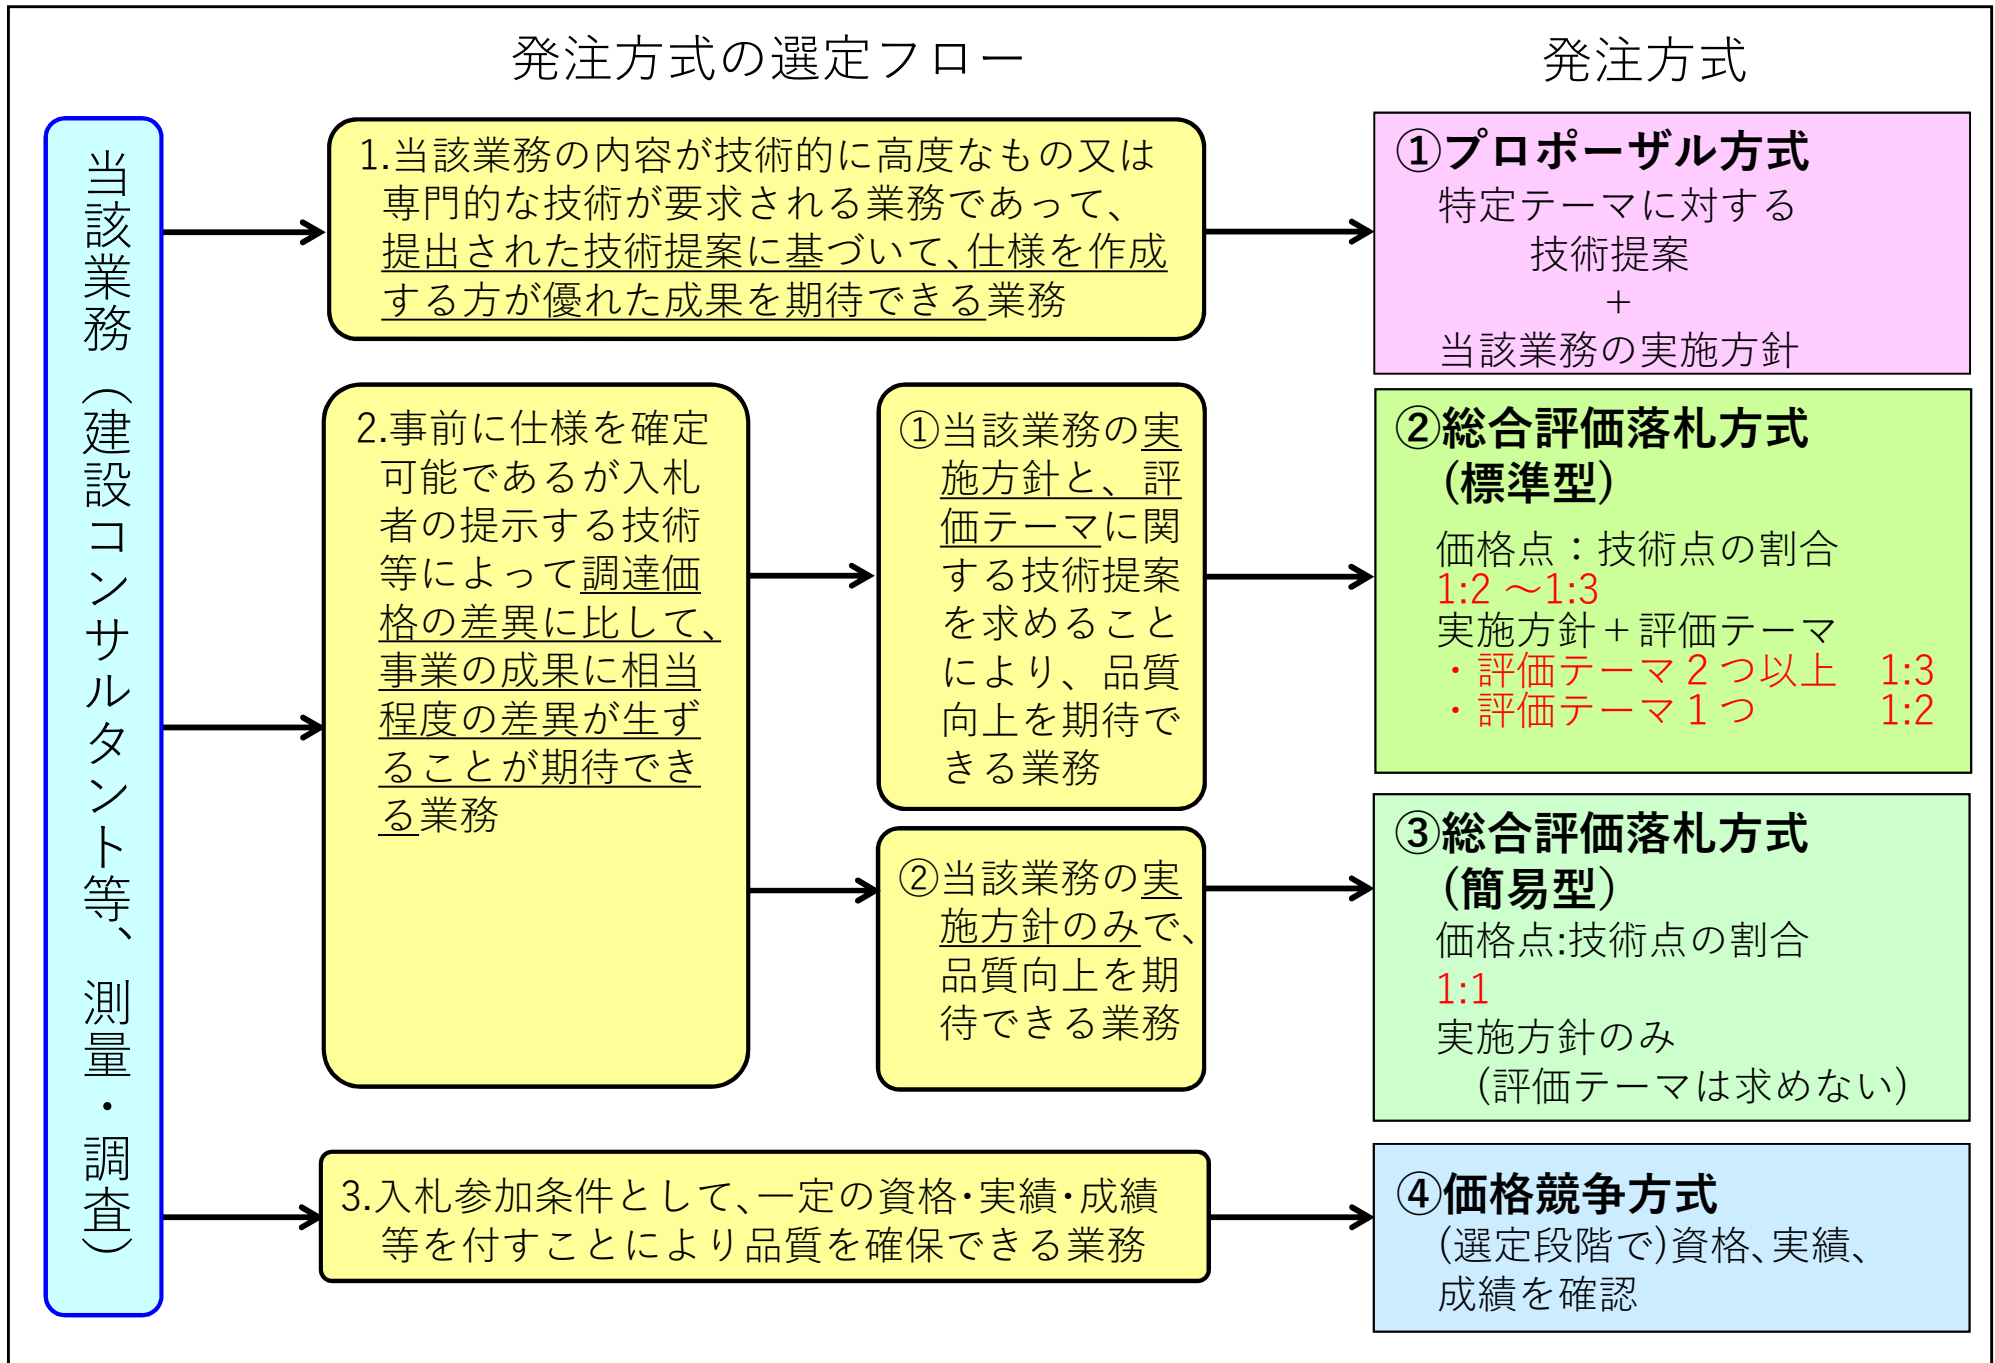 発注方式の選定フロー
発注方式
当該業務（建設コンサルタント等、測量・調査）
1.当該業務の内容が技術的に高度なもの又は
専門的な技術が要求される業務であって、
提出された技術提案に基づいて、仕様を作成
する方が優れた成果を期待できる業務
①プロポーザル方式
特定テーマに対する
技術提案
+
当該業務の実施方針
2.事前に仕様を確定
可能であるが入札
者の提示する技術
等によって調達価
格の差異に比して、
事業の成果に相当
程度の差異が生ず
ることが期待でき
る業務
①当該業務の実
施方針と、評
価テーマに関
する技術提案
を求めること
により、品質
向上を期待で
きる業務
②総合評価落札方式
(標準型)
価格点：技術点の割合
1:2 ～1:3
実施方針＋評価テーマ
・評価テーマ２つ以上　1:3
・評価テーマ１つ　　　1:2
②当該業務の実
施方針のみで、
品質向上を期
待できる業務
③総合評価落札方式
(簡易型)
価格点:技術点の割合
1:1
実施方針のみ
(評価テーマは求めない)
3.入札参加条件として、一定の資格･実績･成績
等を付すことにより品質を確保できる業務
④価格競争方式
(選定段階で)資格、実績、
成績を確認